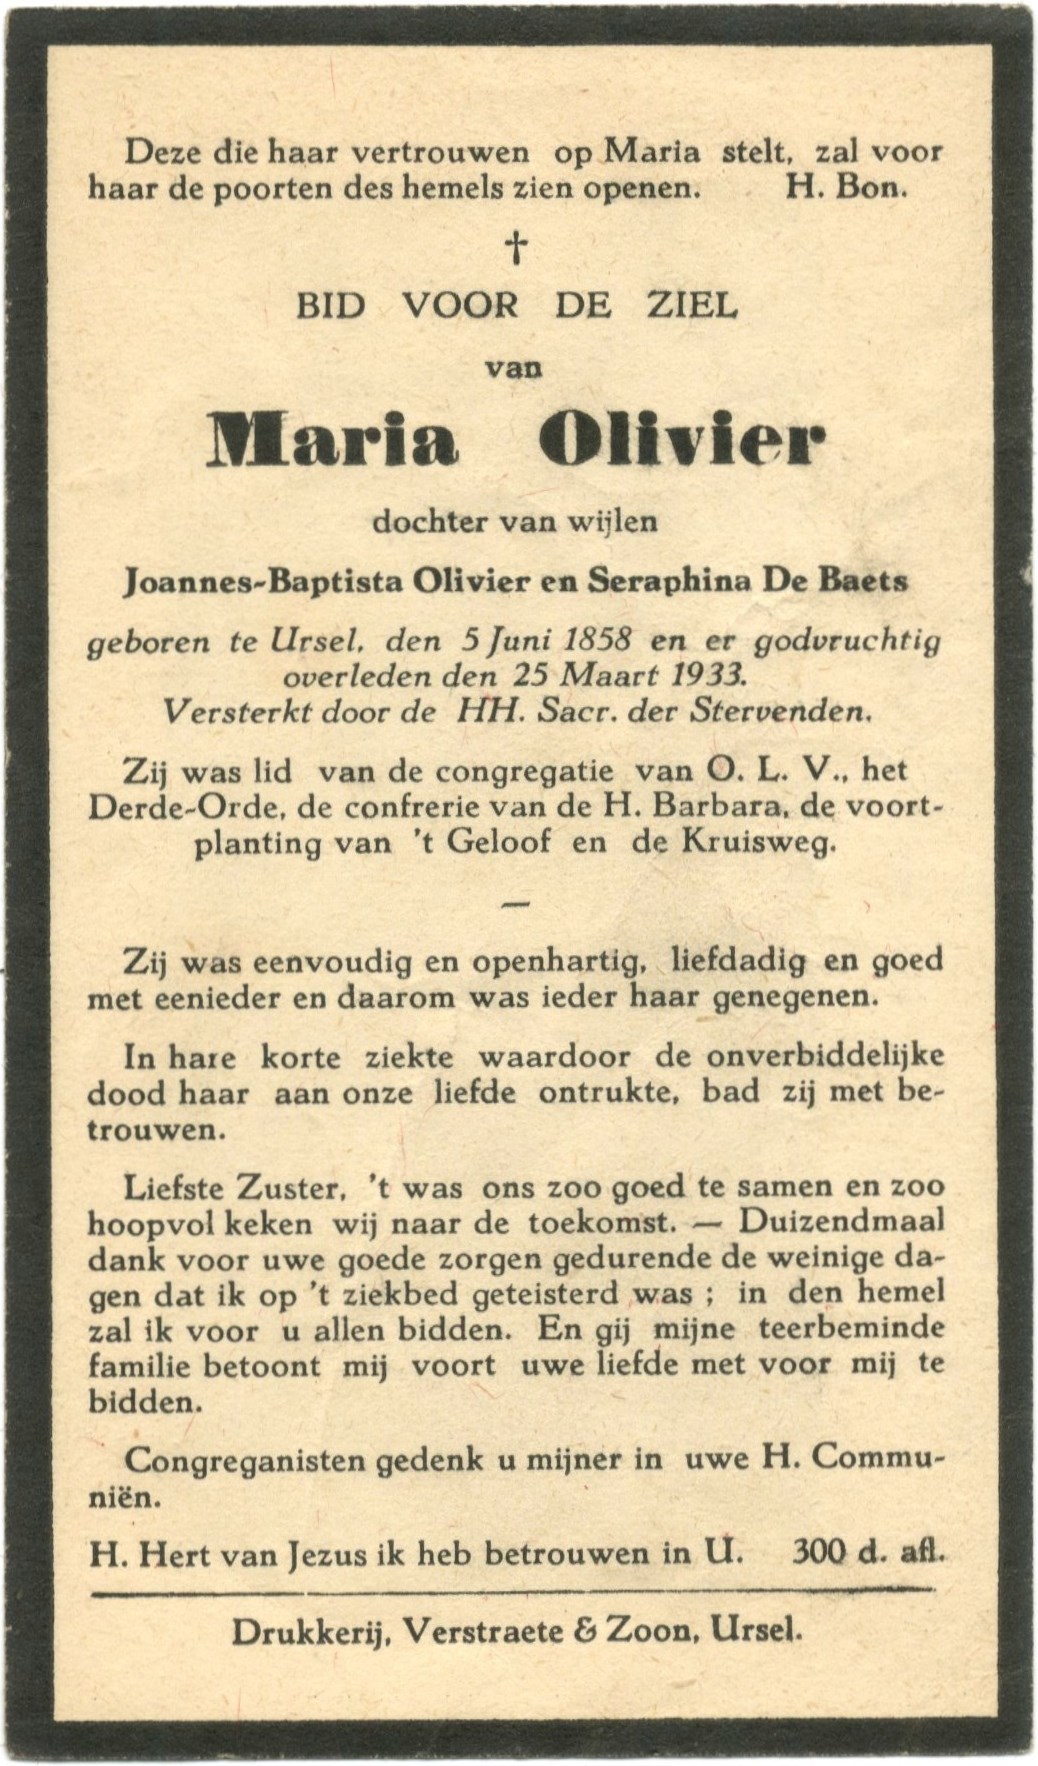 Deze die haar vertrouwen op Maria stelt, zal voor
haar de poorten des hemels zien openen. H. Bon.
†
BID VOOR DE ZIEL
van
Maria Olivier
dochter van wijlen
Joannes-Baptista Olivier en Seraphina De Baets
geboren te Ursel, den 5 Juni 1858 en er godvruchtig
overleden den 25 Maart 1933.
Versterkt door de HH. Sacr. der Stervenden.
Zij was lid van de congregatie van O. L. V., het
Derde-Orde, de confrerie van de H. Barbara, de voort-
planting van 't Geloof en de Kruisweg.
—
Zij was eenvoudig en openhartig, liefdadig en goed
met eenieder en daarom was ieder haar genegenen.
In hare korte ziekte waardoor de onverbiddelijke
dood haar aan onze liefde ontrukte, bad zij met be-
trouwen.
Liefste Zuster, 't was ons zoo goed te samen en zoo
hoopvol keken wij naar de toekomst. — Duizendmaal
dank voor uwe goede zorgen gedurende de weinige da-
gen dat ik op 't ziekbed geteisterd was ; in den hemel
zal ik voor u allen bidden. En gij mijne teerbeminde
familie betoont mij voort uwe liefde met voor mij te
bidden.
Congreganisten gedenk u mijner in uwe H. Commu-
niën.
H. Hert van Jezus ik heb betrouwen in U. 300 d. afl.
Drukkerij, Verstraete & Zoon, Ursel.